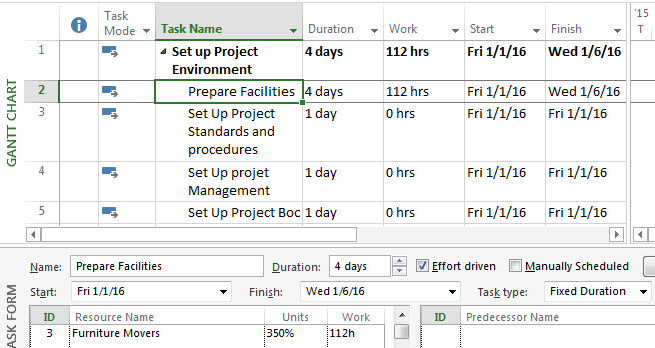 '15
Task Mode Task Name Duration Work Start Finish T
1 Set up Project Environment 4 days 112 hrs Fri 1/1/16 Wed 1/6/16
2 Prepare Facilities 4 days 112 hrs Fri 1/1/16 Wed 1/6/16
3 Set Up Project Standards and procedures 1 day 0 hrs Fri 1/1/16 Fri 1/1/16
4 Set Up projet Management 1 day 0 hrs Fri 1/1/16 Fri 1/1/16
5 Set Up Project Boc 1 day 0 hrs Fri 1/1/16 Fri 1/1/16
GANTT CHART
Name: Prepare Facilities Duration: 4 days Effort driven Manually Scheduled
Start: Fri 1/1/16 Finish: Wed 1/6/16 Task type: Fixed Duration
ID Resource Name Units Work ID Predecessor Name
3 Furniture Movers 350% 112h
ASK FORM